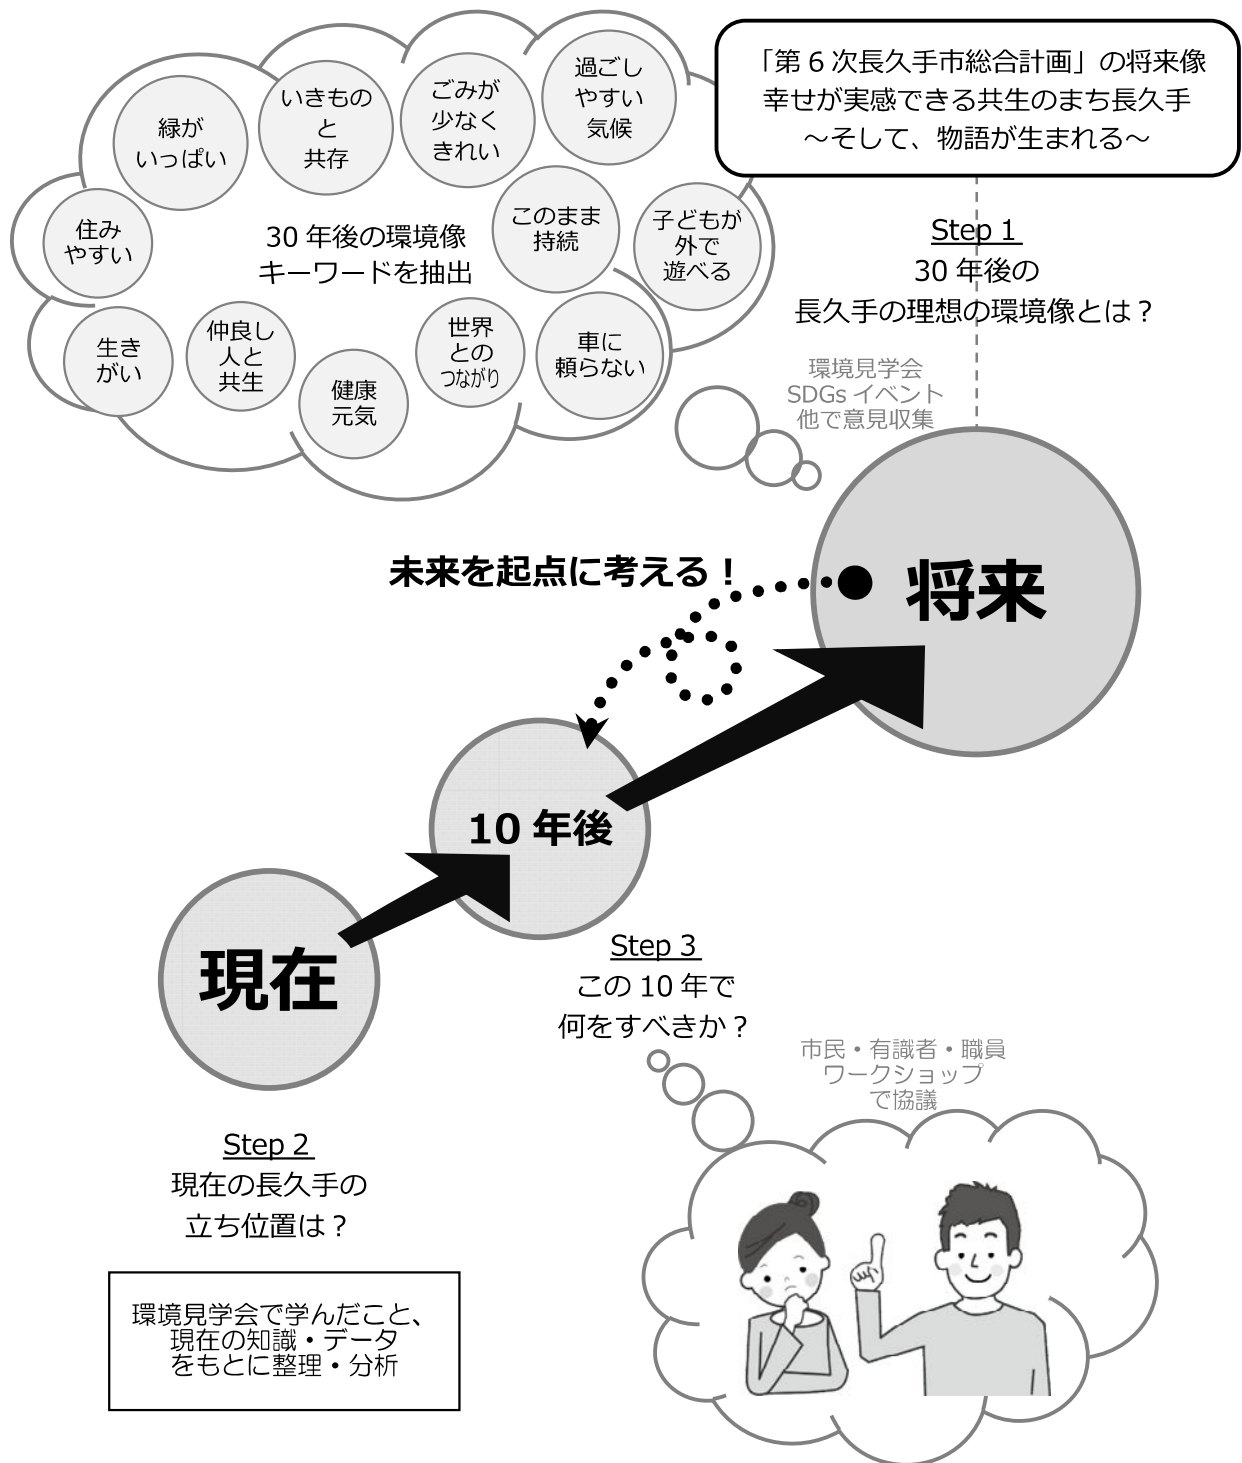 「第6次長久手市総合計画」の将来像
幸せが実感できる共生のまち長久手
～そして、物語が生まれる～
緑が
いっぱい
いきもの
と
共存
ごみが
少なく
きれい
過ごし
やすい
気候
住み
やすい
30年後の環境像
キーワードを抽出
このまま
持続
子どもが
外で
遊べる
生き
がい
仲良し
人と
共生
健康
元気
世界
との
つながり
車に
頼らない
Step 1
30年後の
長久手の理想の環境像とは？
環境見学会
SDGsイベント
他で意見収集
未来を起点に考える！
将来
10年後
現在
Step 3
この10年で
何をすべきか？
市民・有識者・職員
ワークショップ
で協議
Step 2
現在の長久手の
立ち位置は？
環境見学会で学んだこと、
現在の知識・データ
をもとに整理・分析